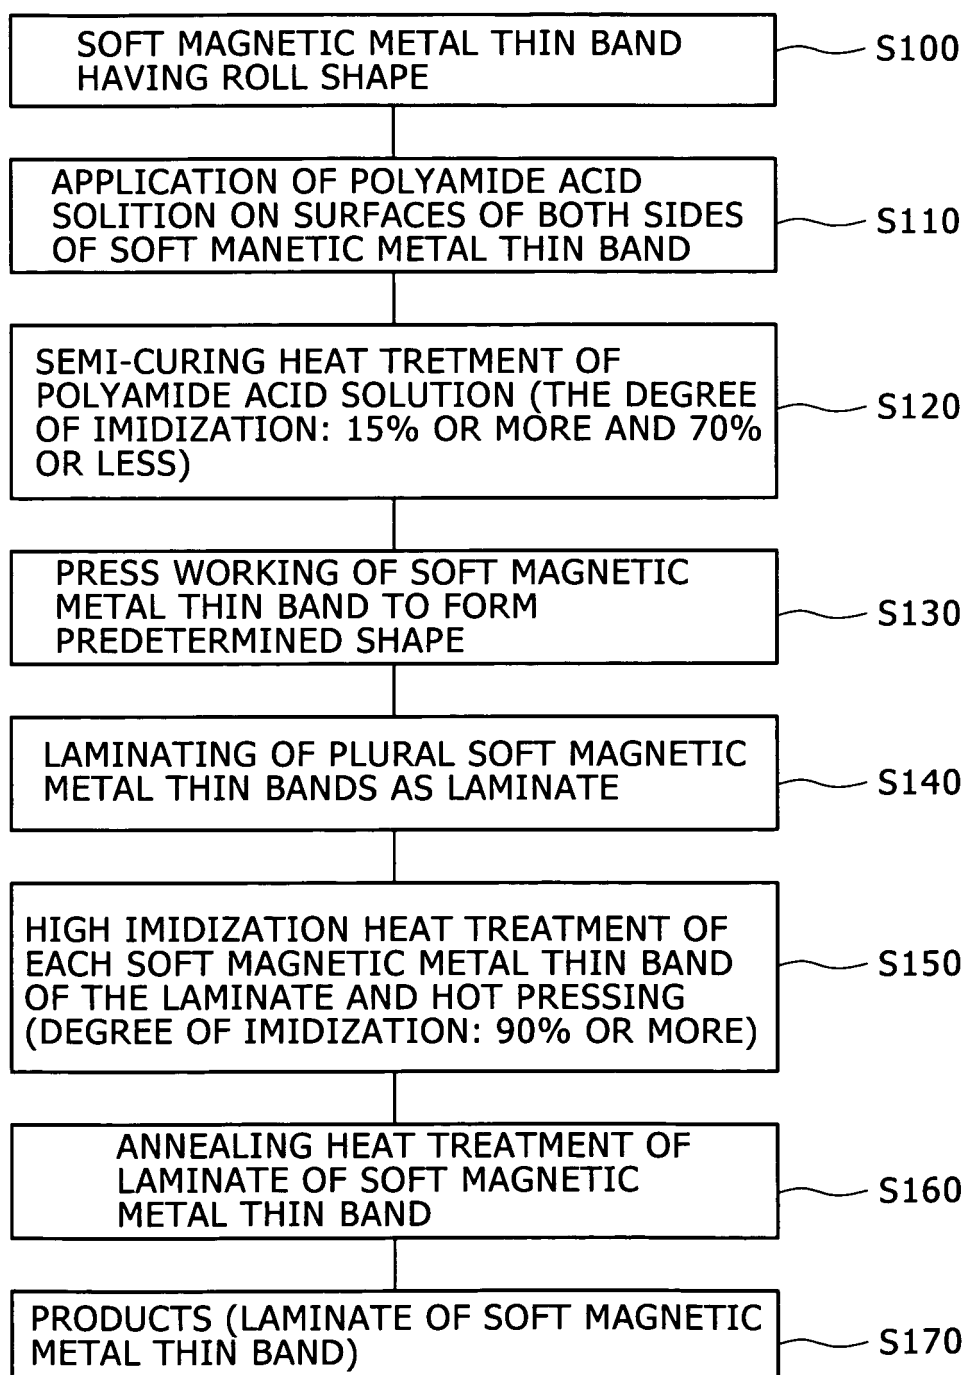 SOFT MAGNETIC METAL THIN BAND
HAVING ROLL SHAPE
S100
APPLICATION OF POLYAMIDE ACID
SOLITION ON SURFACES OF BOTH SIDES
OF SOFT MANETIC METAL THIN BAND
S110
SEMI-CURING HEAT TRETMENT OF
POLYAMIDE ACID SOLUTION (THE DEGREE
OF IMIDIZATION: 15% OR MORE AND 70%
OR LESS)
S120
PRESS WORKING OF SOFT MAGNETIC
METAL THIN BAND TO FORM
PREDETERMINED SHAPE
S130
LAMINATING OF PLURAL SOFT MAGNETIC
METAL THIN BANDS AS LAMINATE
S140
HIGH IMIDIZATION HEAT TREATMENT OF
EACH SOFT MAGNETIC METAL THIN BAND
OF THE LAMINATE AND HOT PRESSING
(DEGREE OF IMIDIZATION: 90% OR MORE)
S150
ANNEALING HEAT TREATMENT OF
LAMINATE OF SOFT MAGNETIC
METAL THIN BAND
S160
PRODUCTS (LAMINATE OF SOFT MAGNETIC
METAL THIN BAND)
S170